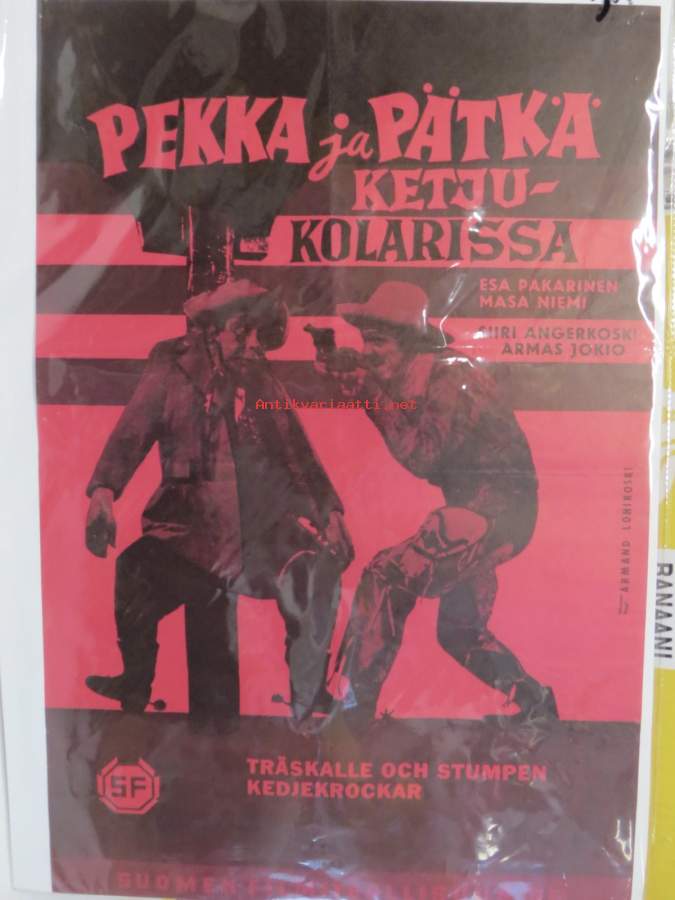 PEKKA ja PÄTKÄ
KETJU-
KOLARISSA
ESA PAKARINEN
MASA NIEMI
SIIRI ANGERKOSKI
ARMAS JOKIO
Antikvariaatti.net
ARMAND LOHIKOSKI
RANAANI
SF
TRÄSKALLE OCH STUMPEN
KEDJEKROCKAR